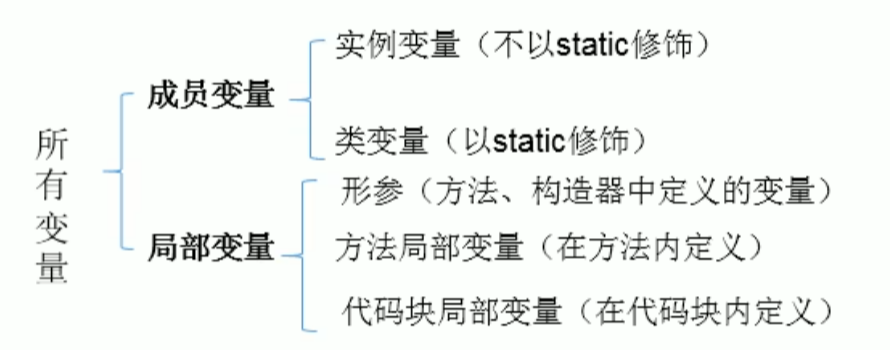 所有变量
成员变量
实例变量（不以static修饰）
类变量（以static修饰）
局部变量
形参（方法、构造器中定义的变量）
方法局部变量（在方法内定义）
代码块局部变量（在代码块内定义）